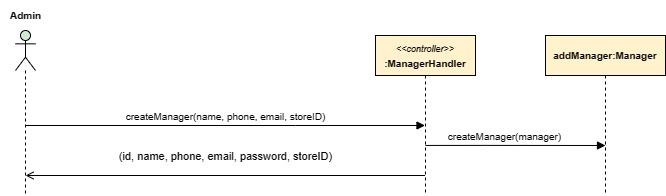 Admin
<<controller>>
:ManagerHandler
addManager:Manager
createManager(name, phone, email, storeID)
createManager(manager)
(id, name, phone, email, password, storeID)